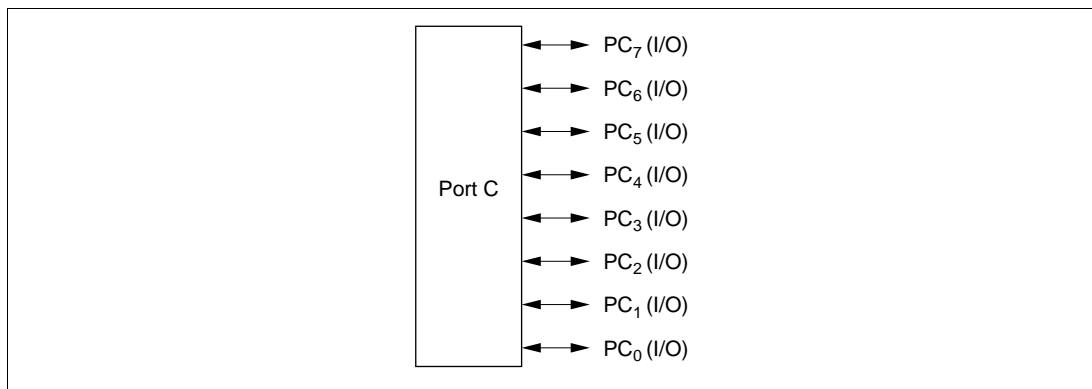 PC₇ (I/O)
PC₆ (I/O)
PC₅ (I/O)
PC₄ (I/O)
Port C
PC₃ (I/O)
PC₂ (I/O)
PC₁ (I/O)
PC₀ (I/O)